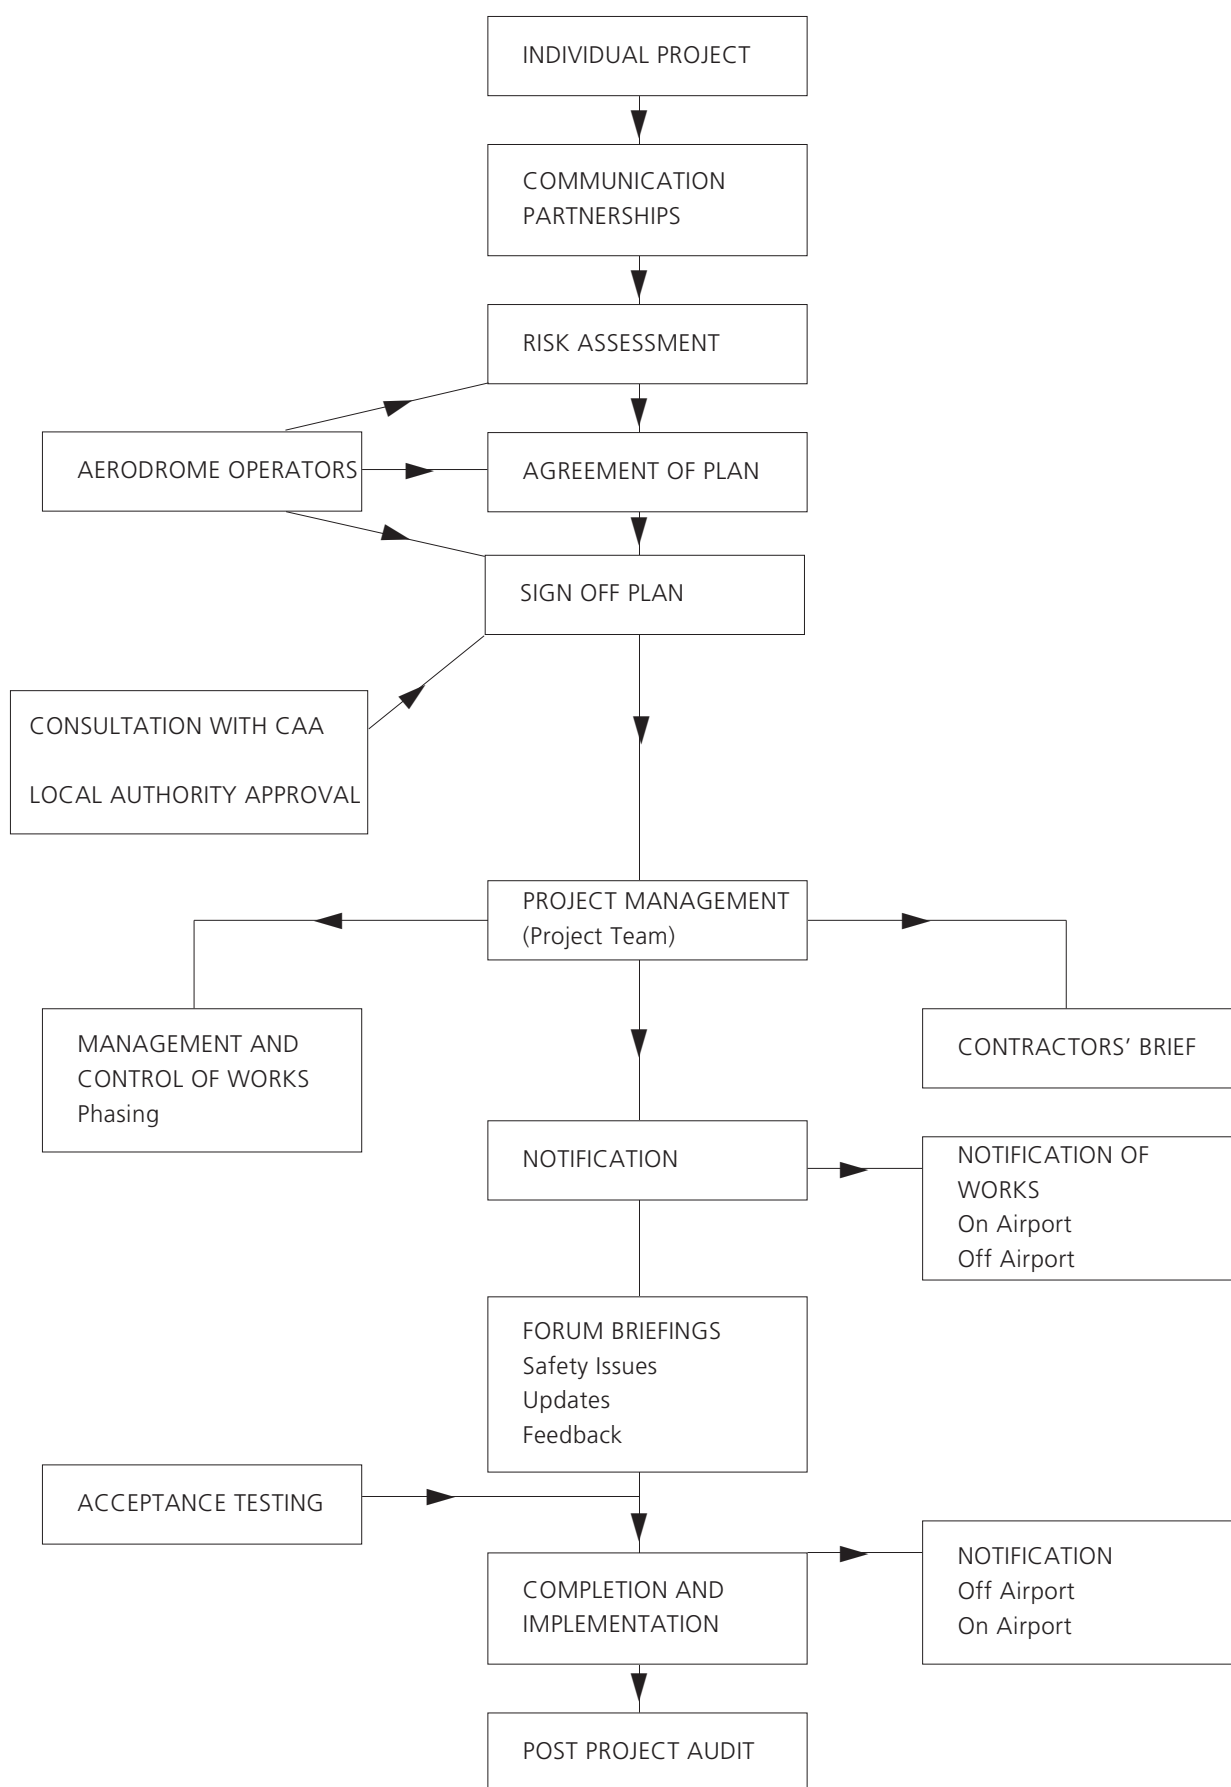 INDIVIDUAL PROJECT
COMMUNICATION
PARTNERSHIPS
RISK ASSESSMENT
AERODROME OPERATORS
AGREEMENT OF PLAN
SIGN OFF PLAN
CONSULTATION WITH CAA
LOCAL AUTHORITY APPROVAL
PROJECT MANAGEMENT
(Project Team)
MANAGEMENT AND
CONTROL OF WORKS
Phasing
CONTRACTORS’ BRIEF
NOTIFICATION
NOTIFICATION OF
WORKS
On Airport
Off Airport
FORUM BRIEFINGS
Safety Issues
Updates
Feedback
ACCEPTANCE TESTING
COMPLETION AND
IMPLEMENTATION
NOTIFICATION
Off Airport
On Airport
POST PROJECT AUDIT